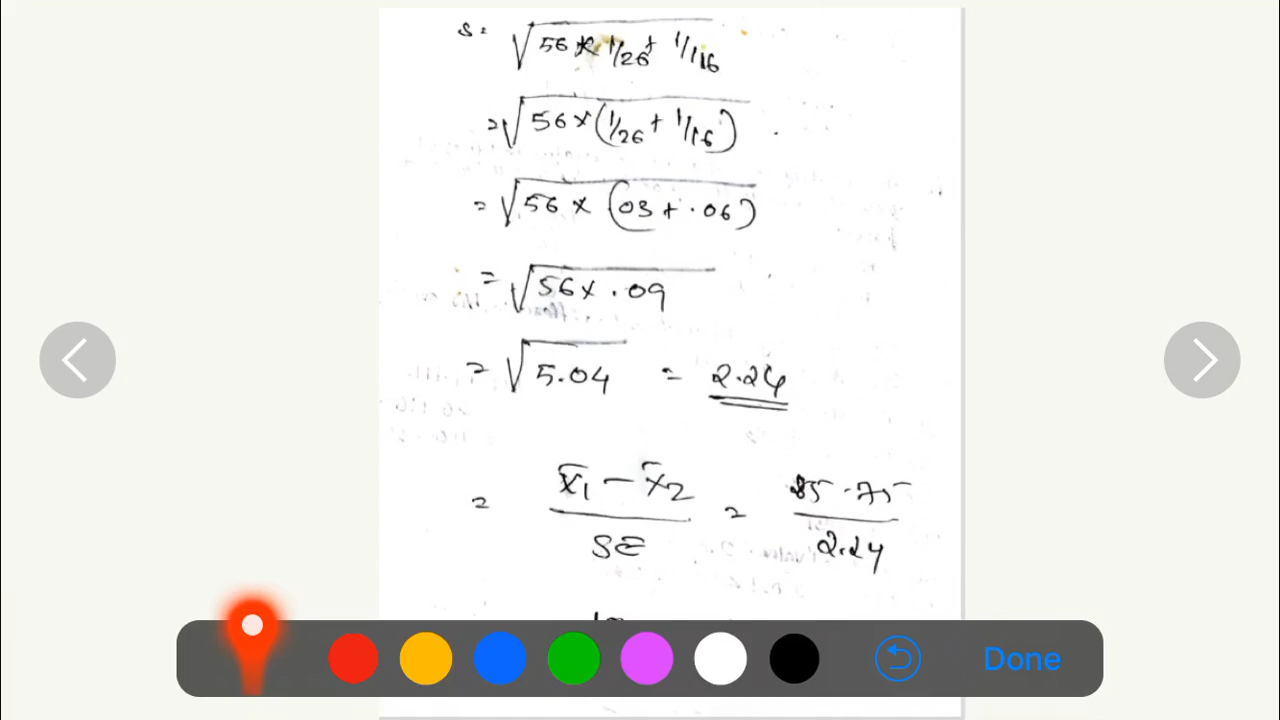 S = √56 × 1/26 + 1/116
= √56 × (1/26 + 1/16)
= √56 × (03 + .06)
= √56 × .09
= √5.04 = 2.24
= x̄1 − x̄2 / SE = 85 - 75 / 2.24
Done